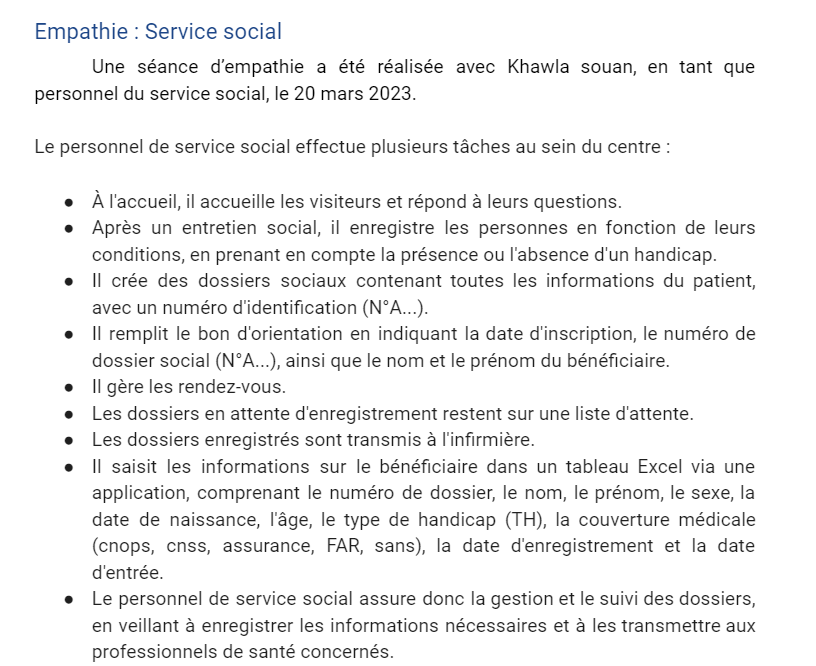 Empathie : Service social
Une séance d'empathie a été réalisée avec Khawla souan, en tant que
personnel du service social, le 20 mars 2023.
Le personnel de service social effectue plusieurs tâches au sein du centre :
● À l'accueil, il accueille les visiteurs et répond à leurs questions.
● Après un entretien social, il enregistre les personnes en fonction de leurs
conditions, en prenant en compte la présence ou l'absence d'un handicap.
● Il crée des dossiers sociaux contenant toutes les informations du patient,
avec un numéro d'identification (N°A...).
● Il remplit le bon d'orientation en indiquant la date d'inscription, le numéro de
dossier social (N°A...), ainsi que le nom et le prénom du bénéficiaire.
● Il gère les rendez-vous.
● Les dossiers en attente d'enregistrement restent sur une liste d'attente.
● Les dossiers enregistrés sont transmis à l'infirmière.
● Il saisit les informations sur le bénéficiaire dans un tableau Excel via une
application, comprenant le numéro de dossier, le nom, le prénom, le sexe, la
date de naissance, l'âge, le type de handicap (TH), la couverture médicale
(cnops, cnss, assurance, FAR, sans), la date d'enregistrement et la date
d'entrée.
● Le personnel de service social assure donc la gestion et le suivi des dossiers,
en veillant à enregistrer les informations nécessaires et à les transmettre aux
professionnels de santé concernés.